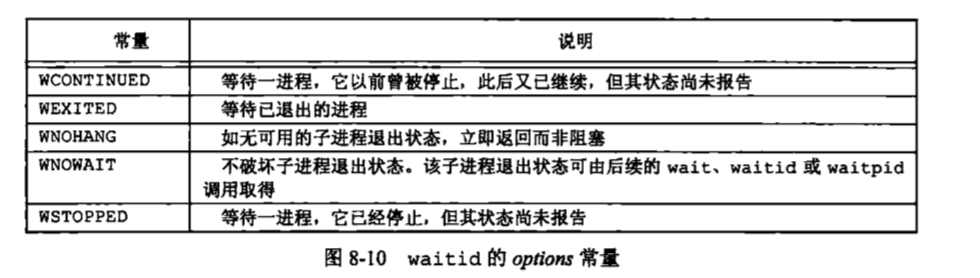 常量 说明
WCONTINUED 等待一进程，它以前曾被停止，此后又已继续，但其状态尚未报告
WEXITED 等待已退出的进程
WNOHANG 如无可用的子进程退出状态，立即返回而非阻塞
WNOWAIT 不破坏子进程退出状态。该子进程退出状态可由后续的 wait、waitid 或 waitpid
调用取得
WSTOPPED 等待一进程，它已经停止，但其状态尚未报告
图 8-10 waitid 的 options 常量